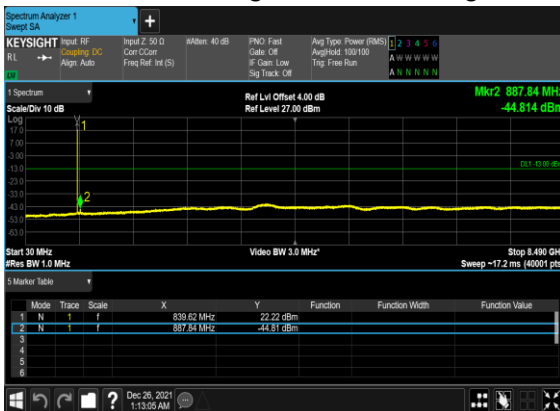 Spectrum Analyzer 1
Swept SA
KEYSIGHT Input: RF Input Z: 50 Ω #Atten: 40 dB PNO: Fast Avg Type: Power (RMS) 1 2 3 4 5 6
RL Coupling: DC Corr CCorr Gate: Off Avg|Hold: 100/100 A W W W W W
Align: Auto Freq Ref: Int (S) IF Gain: Low Trig: Free Run
Sig Track: Off A N N N N N
1 Spectrum
Ref Lvl Offset 4.00 dB Mkr2 887.84 MHz
Scale/Div 10 dB Ref Level 27.00 dBm -44.814 dBm
Log
17.0 1
7.00
-3.00
-13.0 DL1 -13.00 dBm
-23.0
-33.0
-43.0 2
-53.0
-63.0
Start 30 MHz Video BW 3.0 MHz* Stop 8.490 GHz
#Res BW 1.0 MHz Sweep ~17.2 ms (40001 pts)
5 Marker Table
Mode Trace Scale X Y Function Function Width Function Value
1 N 1 f 839.62 MHz 22.22 dBm
2 N 1 f 887.84 MHz -44.81 dBm
3
4
5
6
? Dec 26, 2021
1:13:05 AM